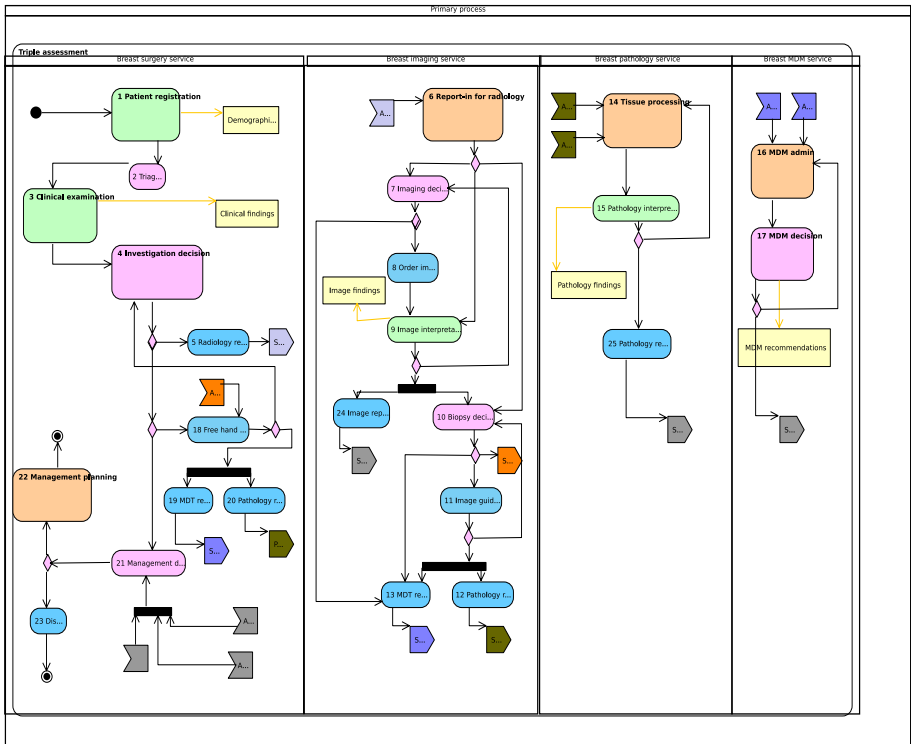 Primary process
Triple assessment
Breast surgery service
Breast imaging service
Breast pathology service
Breast MDM service
1 Patient registration
Demographi...
2 Triag...
3 Clinical examination
Clinical findings
4 Investigation decision
5 Radiology re...
S...
A...
18 Free hand ...
22 Management planning
19 MDT re...
20 Pathology r...
S...
P...
21 Management d...
23 Dis...
A...
A...
A...
6 Report-in for radiology
7 Imaging deci...
8 Order im...
Image findings
9 Image interpreta...
24 Image rep...
10 Biopsy deci...
S...
S...
11 Image guid...
13 MDT re...
12 Pathology r...
S...
S...
A...
A...
14 Tissue processing
15 Pathology interpre...
Pathology findings
25 Pathology re...
S...
A...
A...
16 MDM admin
17 MDM decision
MDM recommendations
S...